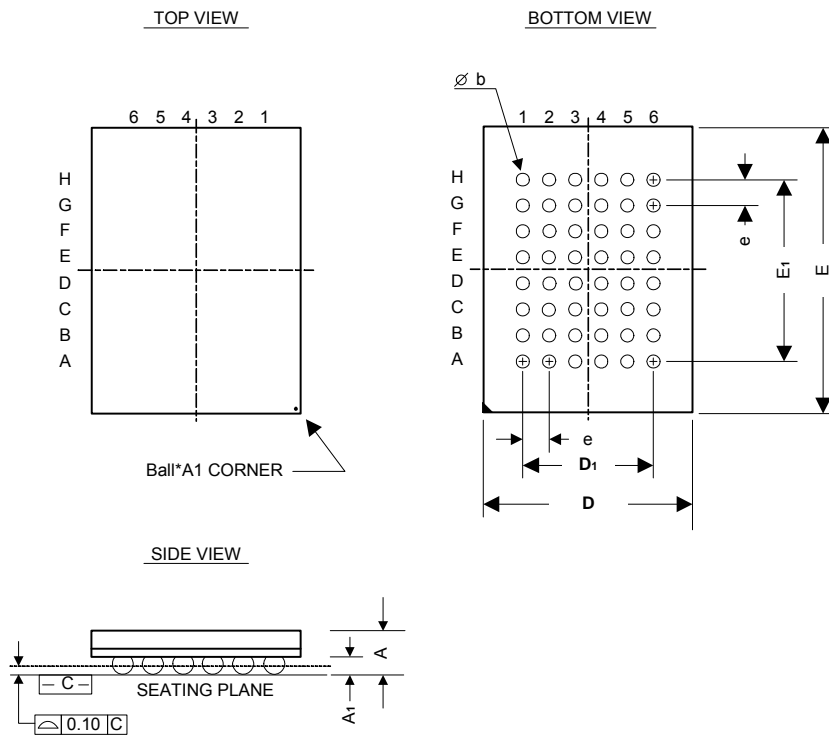 TOP VIEW
6 5 4 3 2 1
H
G
F
E
D
C
B
A
Ball*A1 CORNER
BOTTOM VIEW
Ø b
1 2 3 4 5 6
H
G
F
E
D
C
B
A
e
E1
E
e
D1
D
SIDE VIEW
A
A1
– C –
SEATING PLANE
⌓ 0.10 C